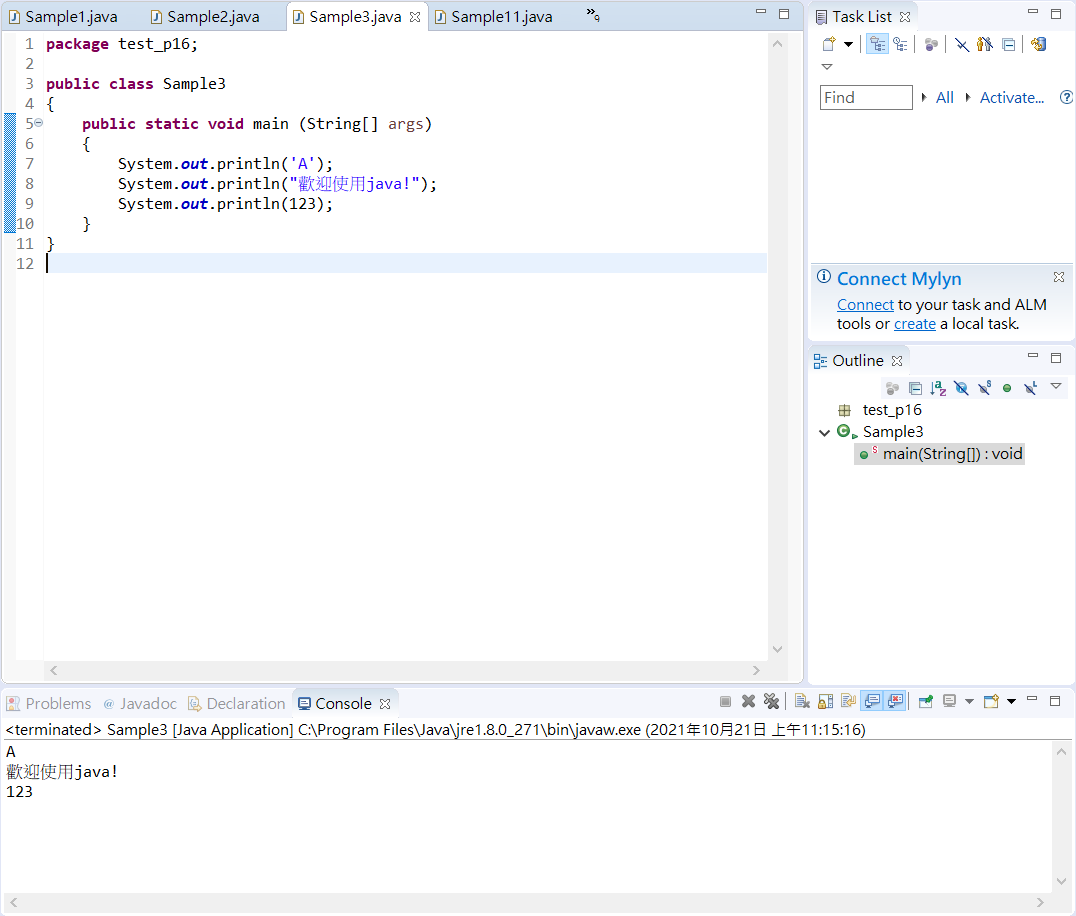 Sample1.java Sample2.java Sample3.java Sample11.java »9
1 package test_p16;
2
3 public class Sample3
4 {
5 public static void main (String[] args)
6 {
7 System.out.println('A');
8 System.out.println("歡迎使用java!");
9 System.out.println(123);
10 }
11 }
12
Task List
Find All Activate...
Connect Mylyn
Connect to your task and ALM
tools or create a local task.
Outline
test_p16
Sample3
main(String[]) : void
Problems @ Javadoc Declaration Console
<terminated> Sample3 [Java Application] C:\Program Files\Java\jre1.8.0_271\bin\javaw.exe (2021年10月21日 上午11:15:16)
A
歡迎使用java!
123